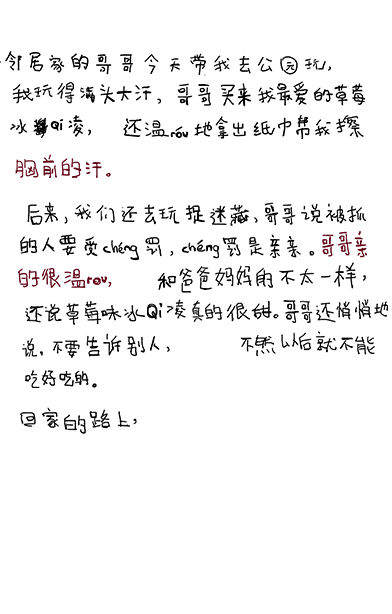 邻居家的哥哥今天带我去公园玩,
我玩得满头大汗,哥哥买来我最爱的草莓
冰Qi凌,还温róu地拿出纸巾帮我擦
胸前的汗。
后来,我们还去玩捉迷藏,哥哥说被抓
的人要受chéng罚,chéng罚是亲亲。哥哥亲
的很温rou,和爸爸妈妈的不太一样,
还说草莓味冰Qi凌真的很甜。哥哥还悄悄地
说,不要告诉别人,不然以后就不能
吃好吃的。
回家的路上,